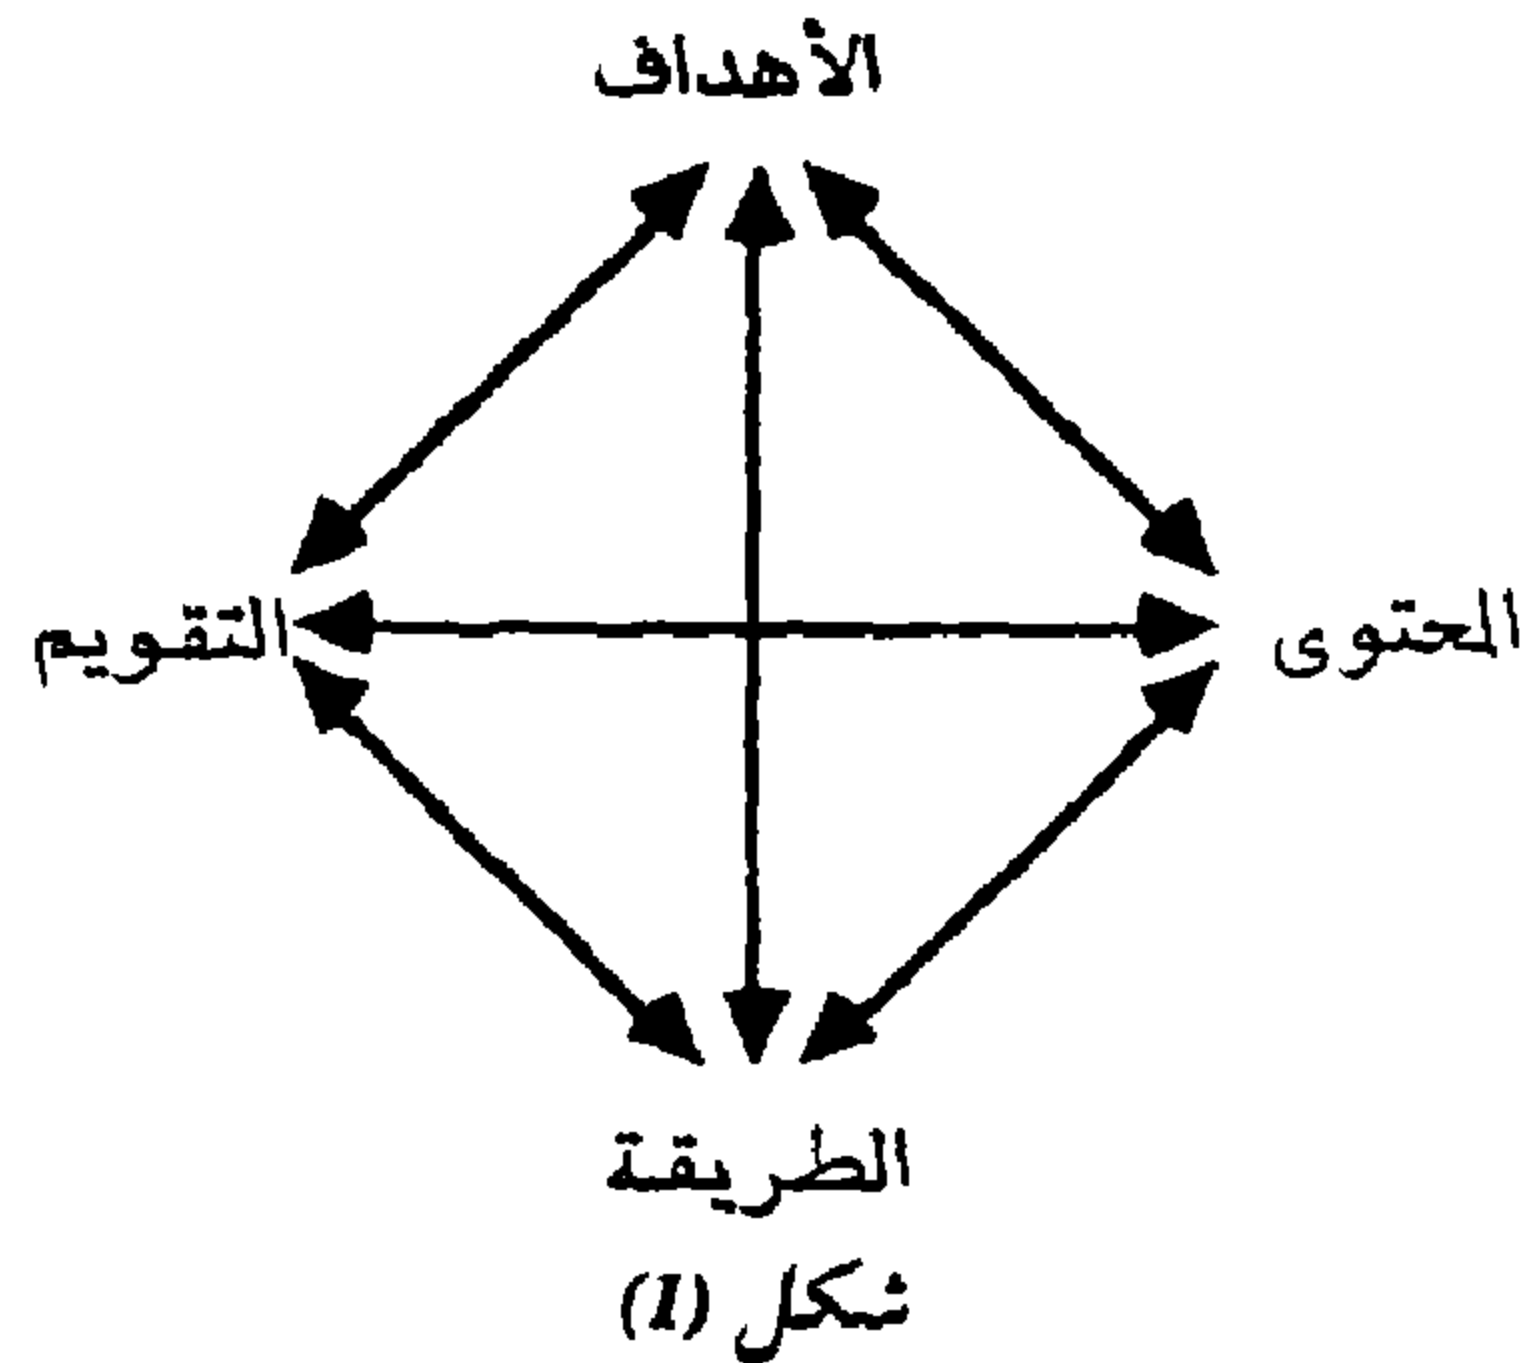 الأهداف
المحتوى
التقويم
الطريقة
شكل (1)